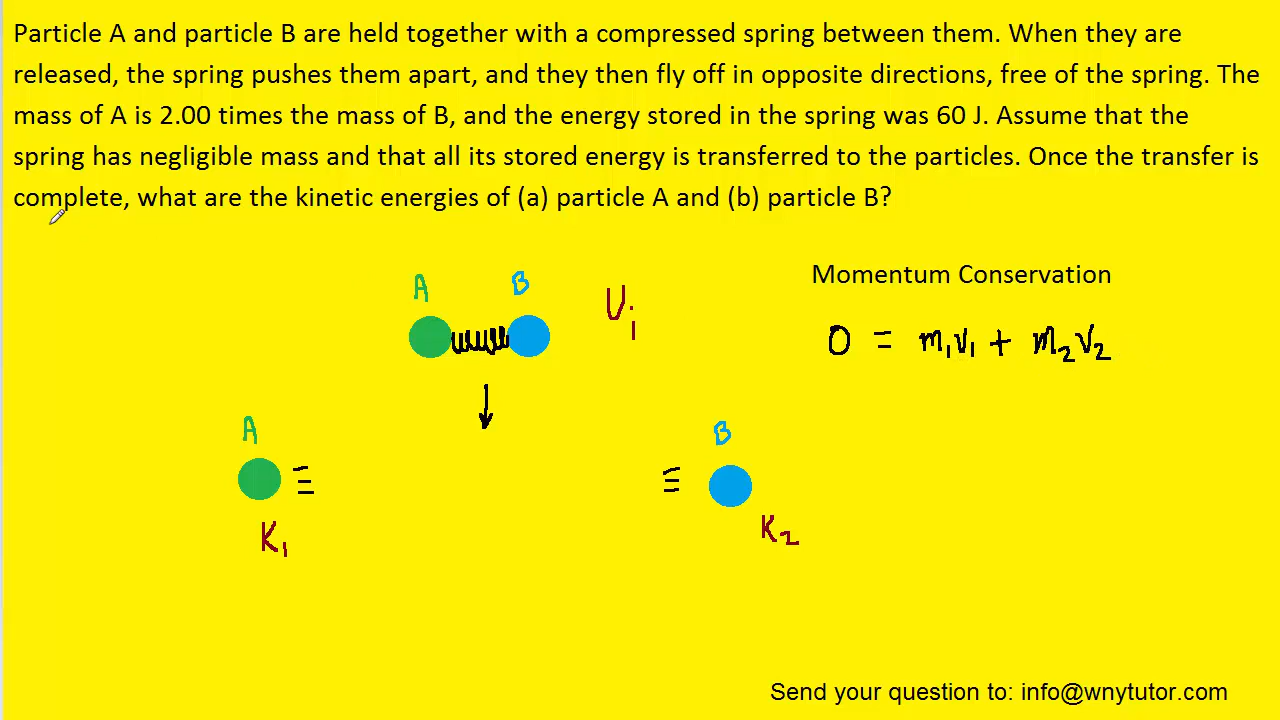 Particle A and particle B are held together with a compressed spring between them. When they are
released, the spring pushes them apart, and they then fly off in opposite directions, free of the spring. The
mass of A is 2.00 times the mass of B, and the energy stored in the spring was 60 J. Assume that the
spring has negligible mass and that all its stored energy is transferred to the particles. Once the transfer is
complete, what are the kinetic energies of (a) particle A and (b) particle B?
Momentum Conservation
A B Uᵢ
0 = m₁v₁ + m₂v₂
A B
K₁ K₂
Send your question to: info@wnytutor.com